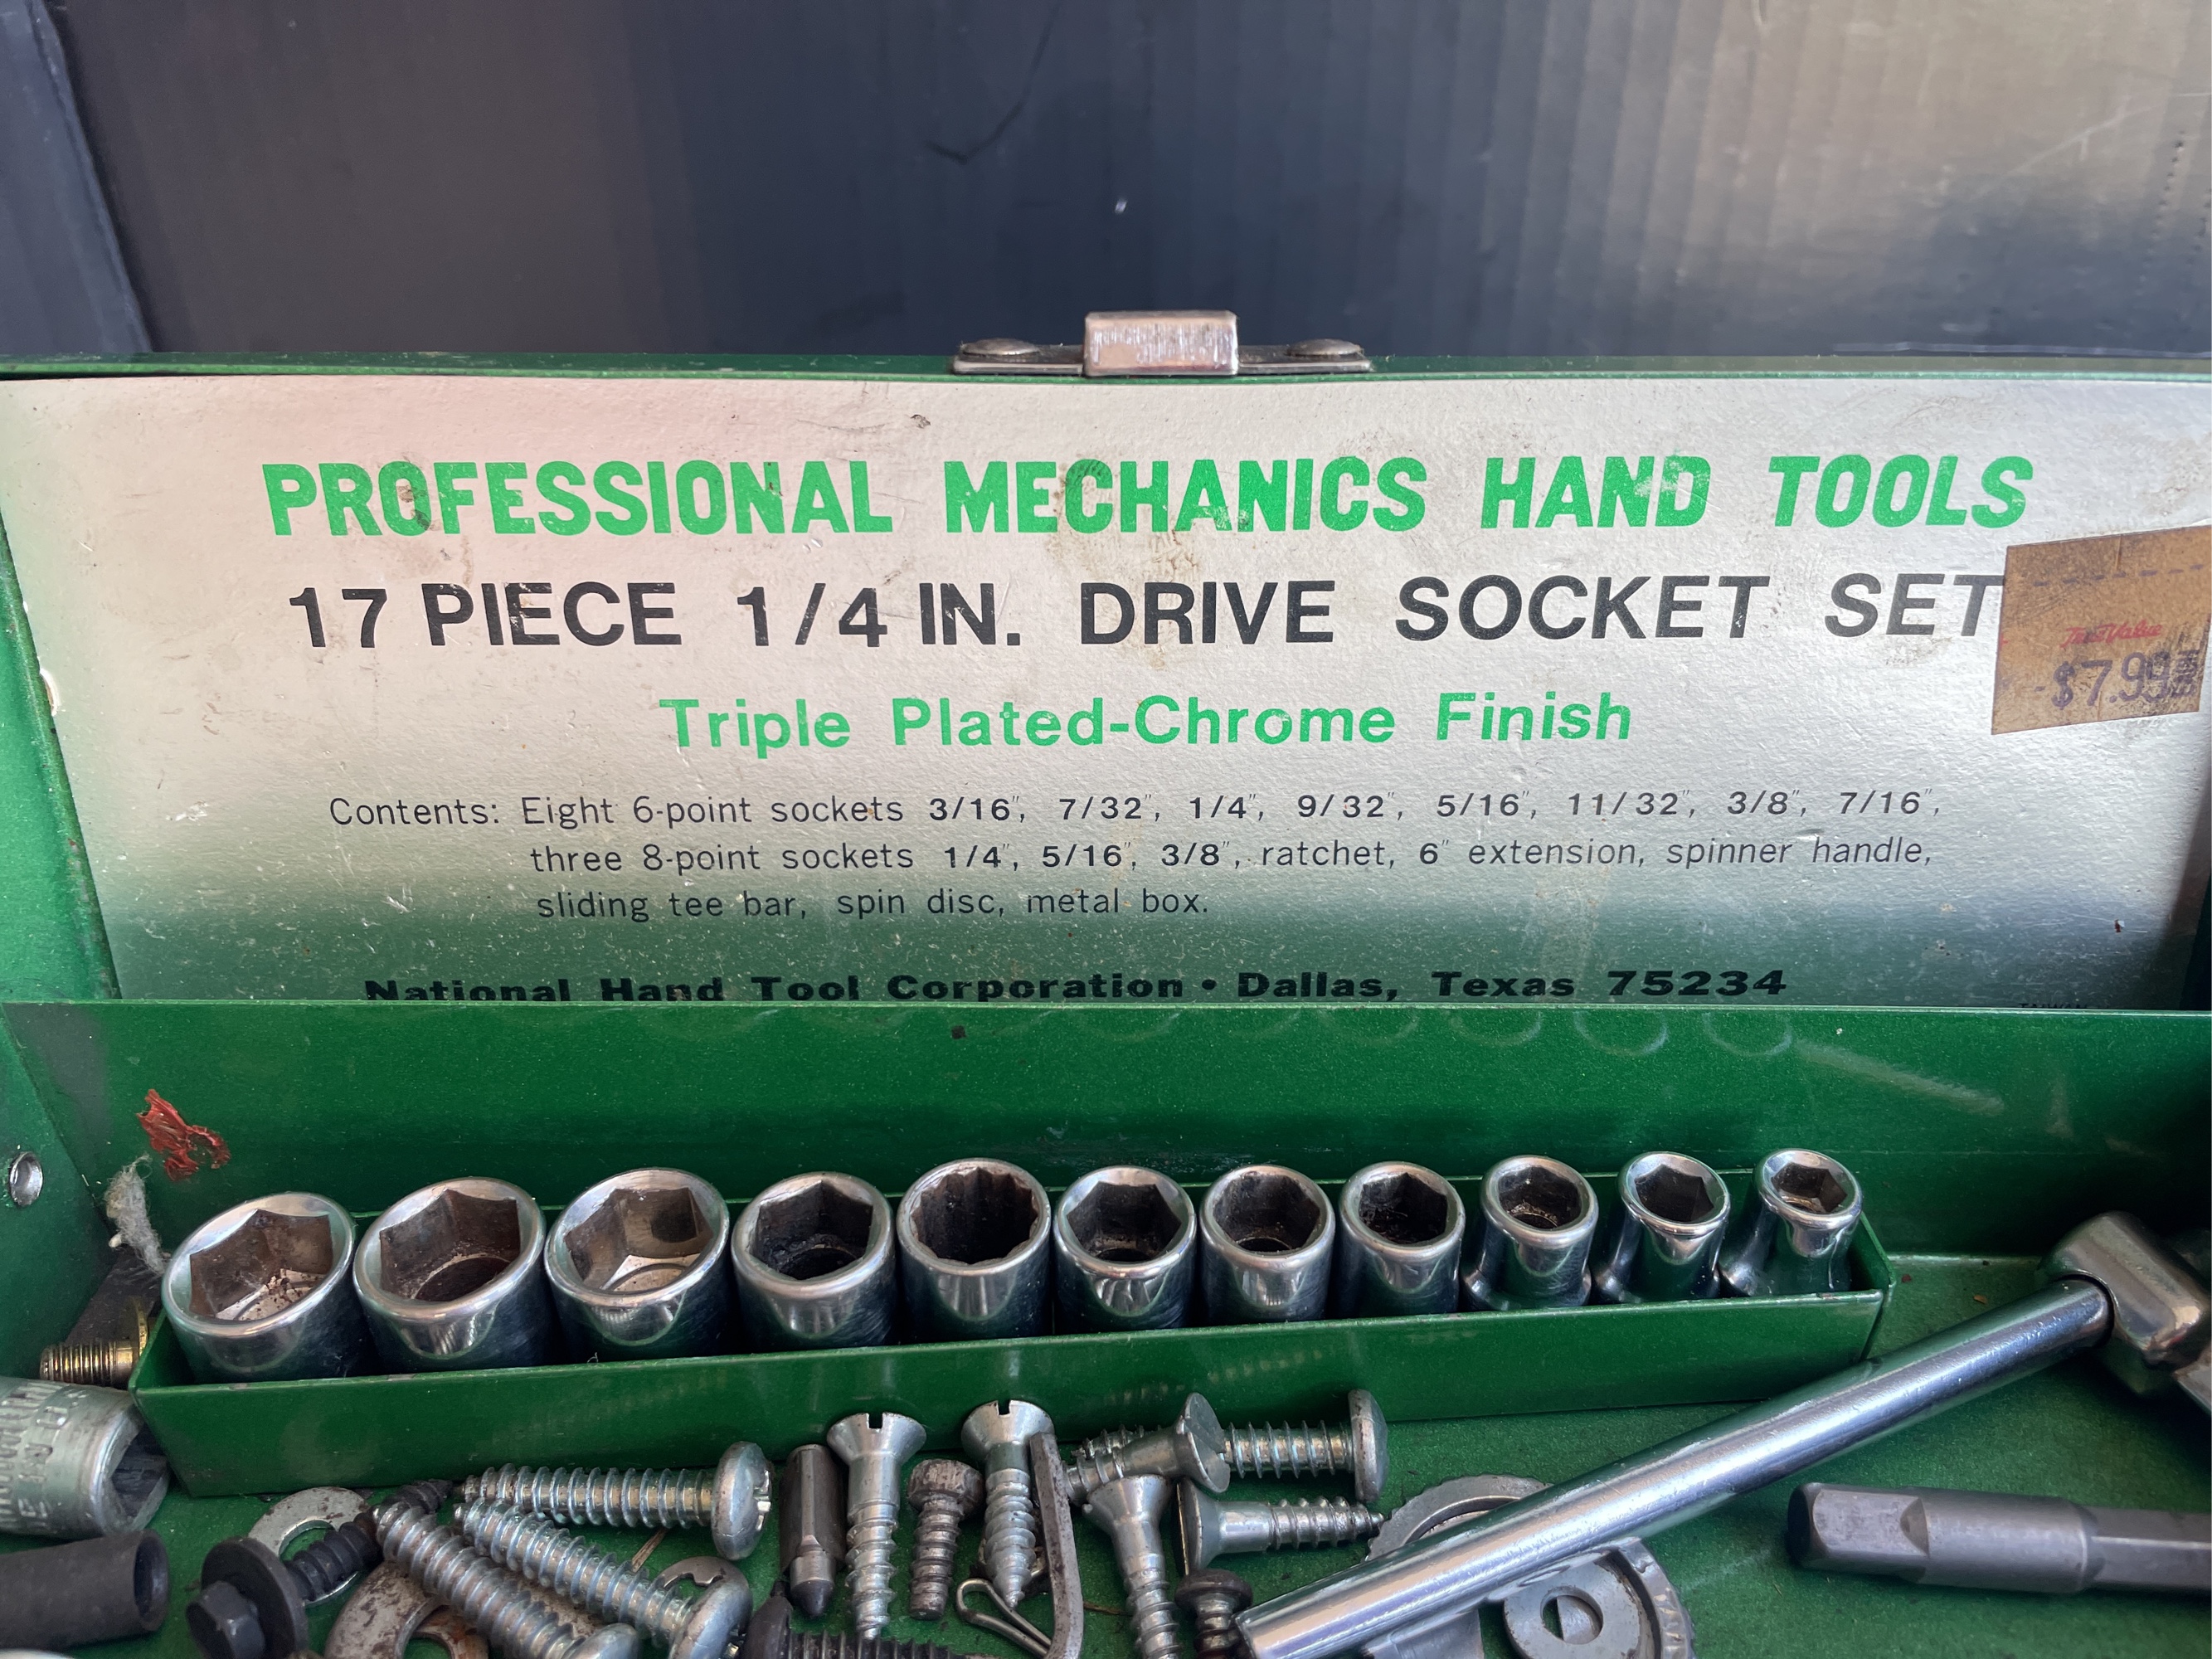 PROFESSIONAL MECHANICS HAND TOOLS
17 PIECE 1/4 IN. DRIVE SOCKET SET
True Value
$7.99
Triple Plated-Chrome Finish
Contents: Eight 6-point sockets 3/16", 7/32", 1/4", 9/32", 5/16", 11/32", 3/8", 7/16",
three 8-point sockets 1/4", 5/16", 3/8", ratchet, 6" extension, spinner handle,
sliding tee bar, spin disc, metal box.
National Hand Tool Corporation • Dallas, Texas 75234
TAIWAN